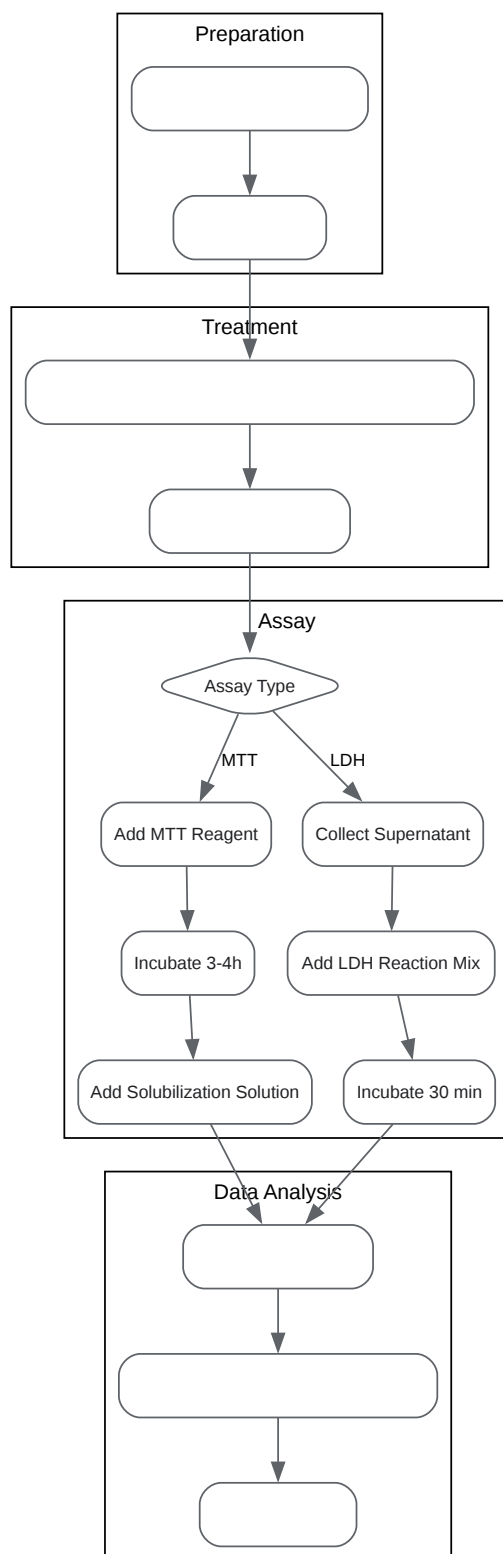 Preparation
Treatment
Assay
Assay Type
MTT
LDH
Add MTT Reagent
Collect Supernatant
Incubate 3-4h
Add LDH Reaction Mix
Add Solubilization Solution
Incubate 30 min
Data Analysis